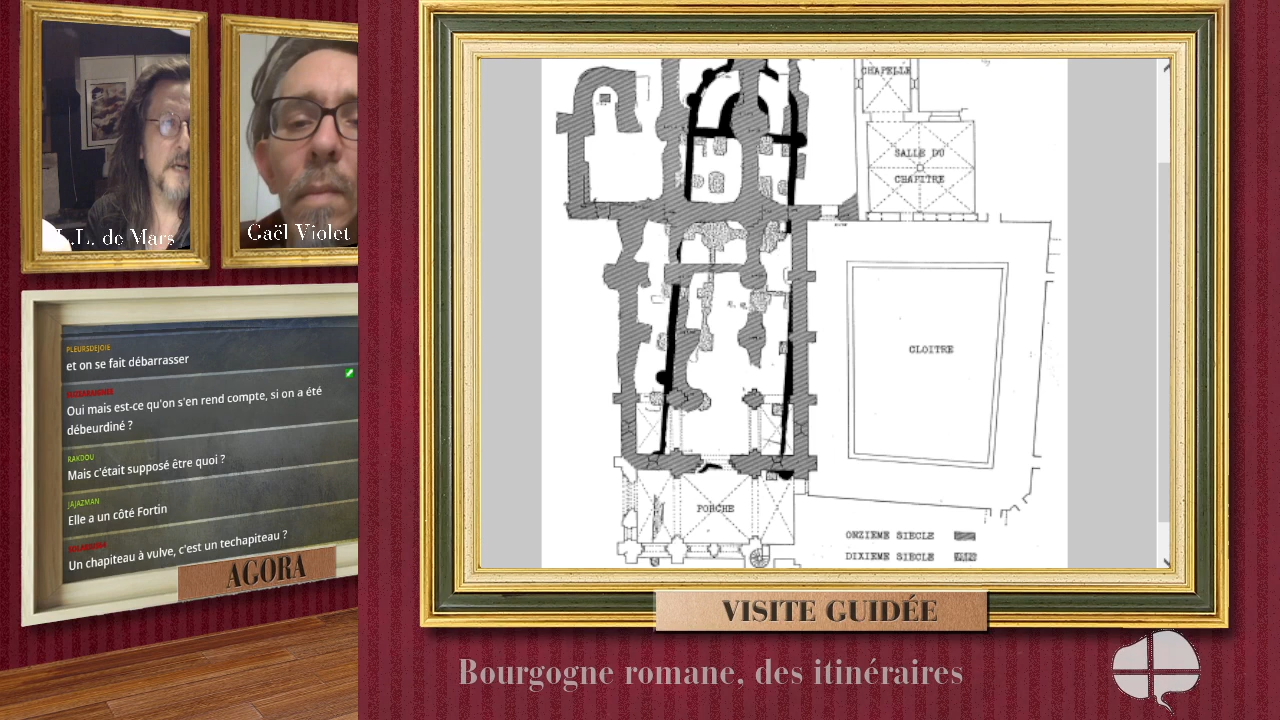 L.L. de Mars
Gaël Violet
PLEURSDEJOIE
et on se fait débarrasser
Oui mais est-ce qu'on s'en rend compte, si on a été
débeurdiné ?
RAKDOU
Mais c'était supposé être quoi ?
JAJAZMAN
Elle a un côté Fortin
Un chapiteau à vulve, c'est un techapiteau ?
AGORA
CHAPELLE
SALLE DU
CHAPITRE
CLOITRE
PORCHE
ONZIEME SIECLE
DIXIEME SIECLE
VISITE GUIDÉE
Bourgogne romane, des itinéraires